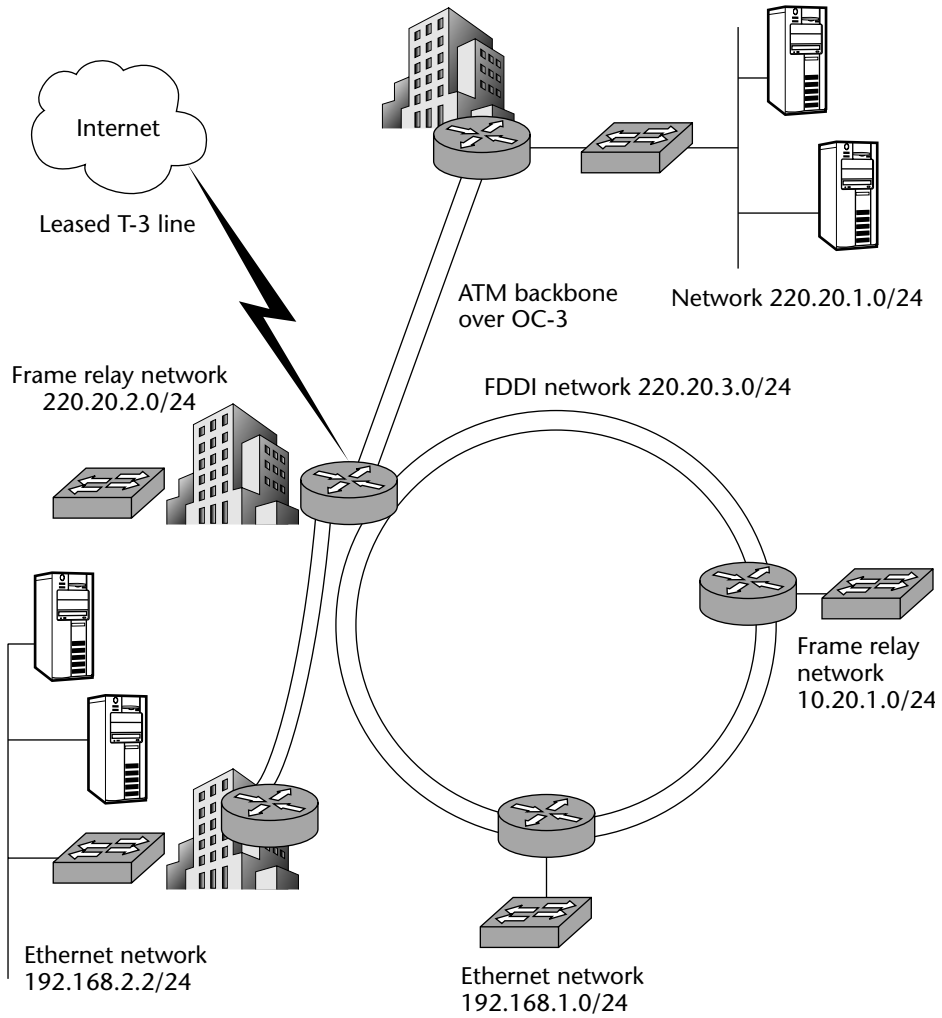 Internet
Leased T-3 line
ATM backbone
over OC-3
Network 220.20.1.0/24
Frame relay network
220.20.2.0/24
FDDI network 220.20.3.0/24
Frame relay
network
10.20.1.0/24
Ethernet network
192.168.2.2/24
Ethernet network
192.168.1.0/24